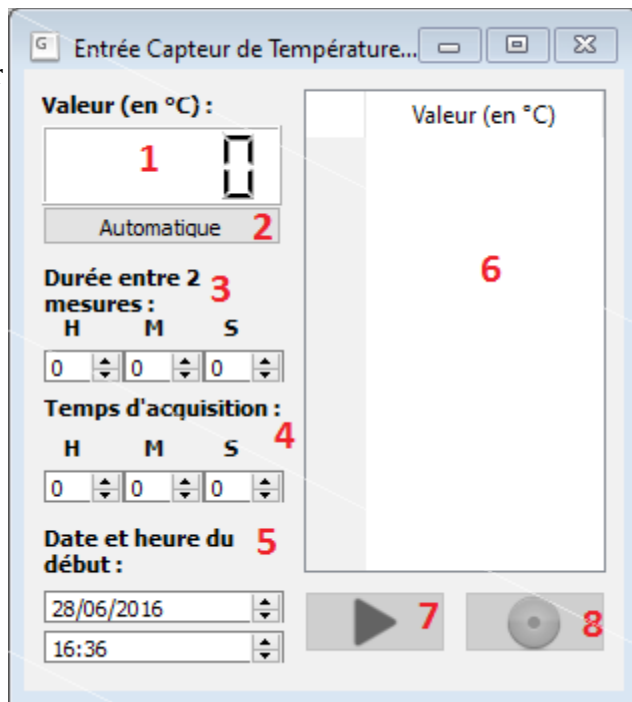 G Entrée Capteur de Température...
Valeur (en °C) :
1 0
Automatique 2
Durée entre 2 3
mesures :
H M S
0 0 0
Temps d'acquisition :
4
H M S
0 0 0
Date et heure du 5
début :
28/06/2016
16:36
Valeur (en °C)
6
7 8